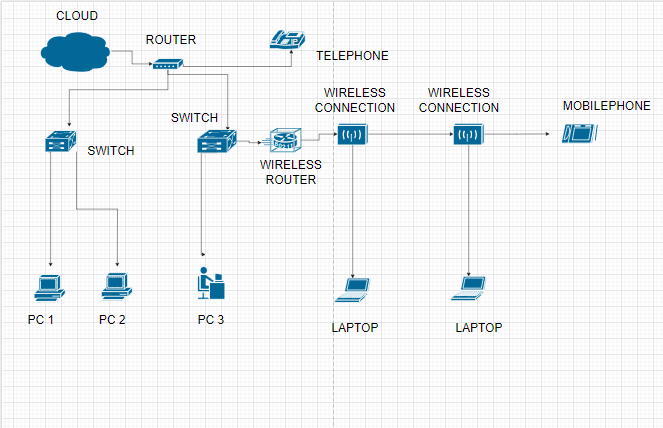 CLOUD
ROUTER
TELEPHONE
WIRELESS
CONNECTION
WIRELESS
CONNECTION
MOBILEPHONE
SWITCH
SWITCH
WIRELESS
ROUTER
PC 1
PC 2
PC 3
LAPTOP
LAPTOP